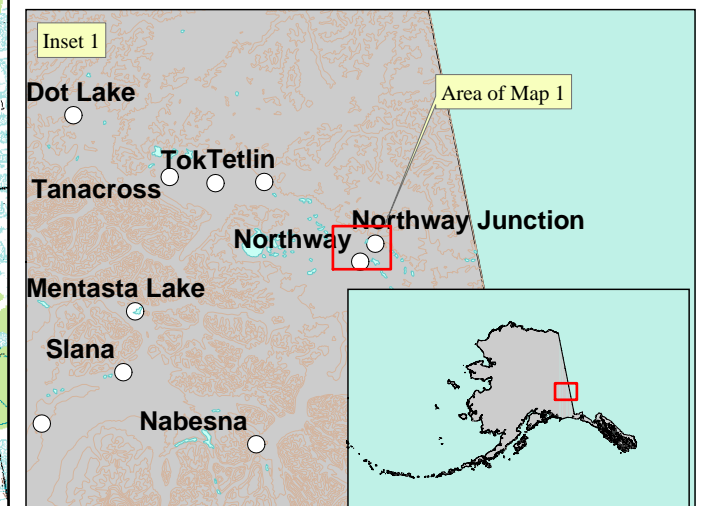 Inset 1
Area of Map 1
Dot Lake
TokTetlin
Tanacross
Northway Junction
Northway
Mentasta Lake
Slana
Nabesna